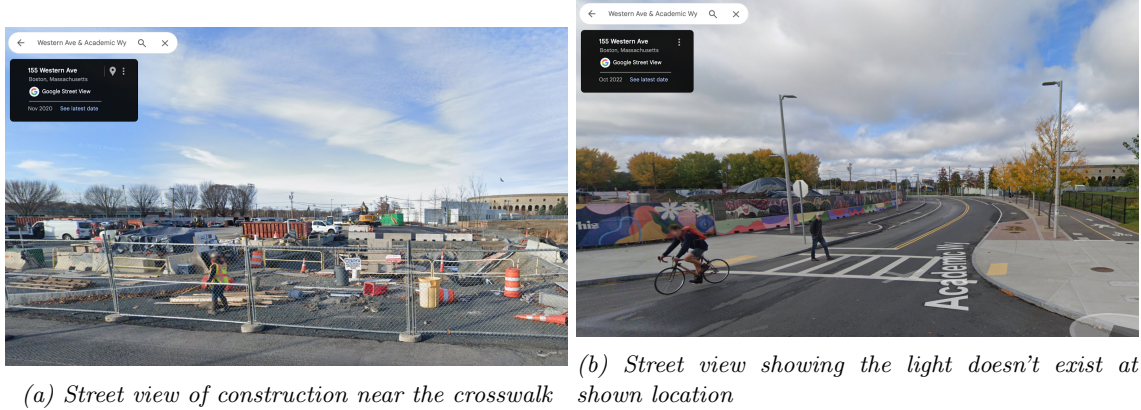 Western Ave & Academic Wy
155 Western Ave
Boston, Massachusetts
Google Street View
Nov 2020 See latest date
(a) Street view of construction near the crosswalk
Western Ave & Academic Wy
155 Western Ave
Boston, Massachusetts
Google Street View
Oct 2022 See latest date
Academic Wy
(b) Street view showing the light doesn't exist at
shown location